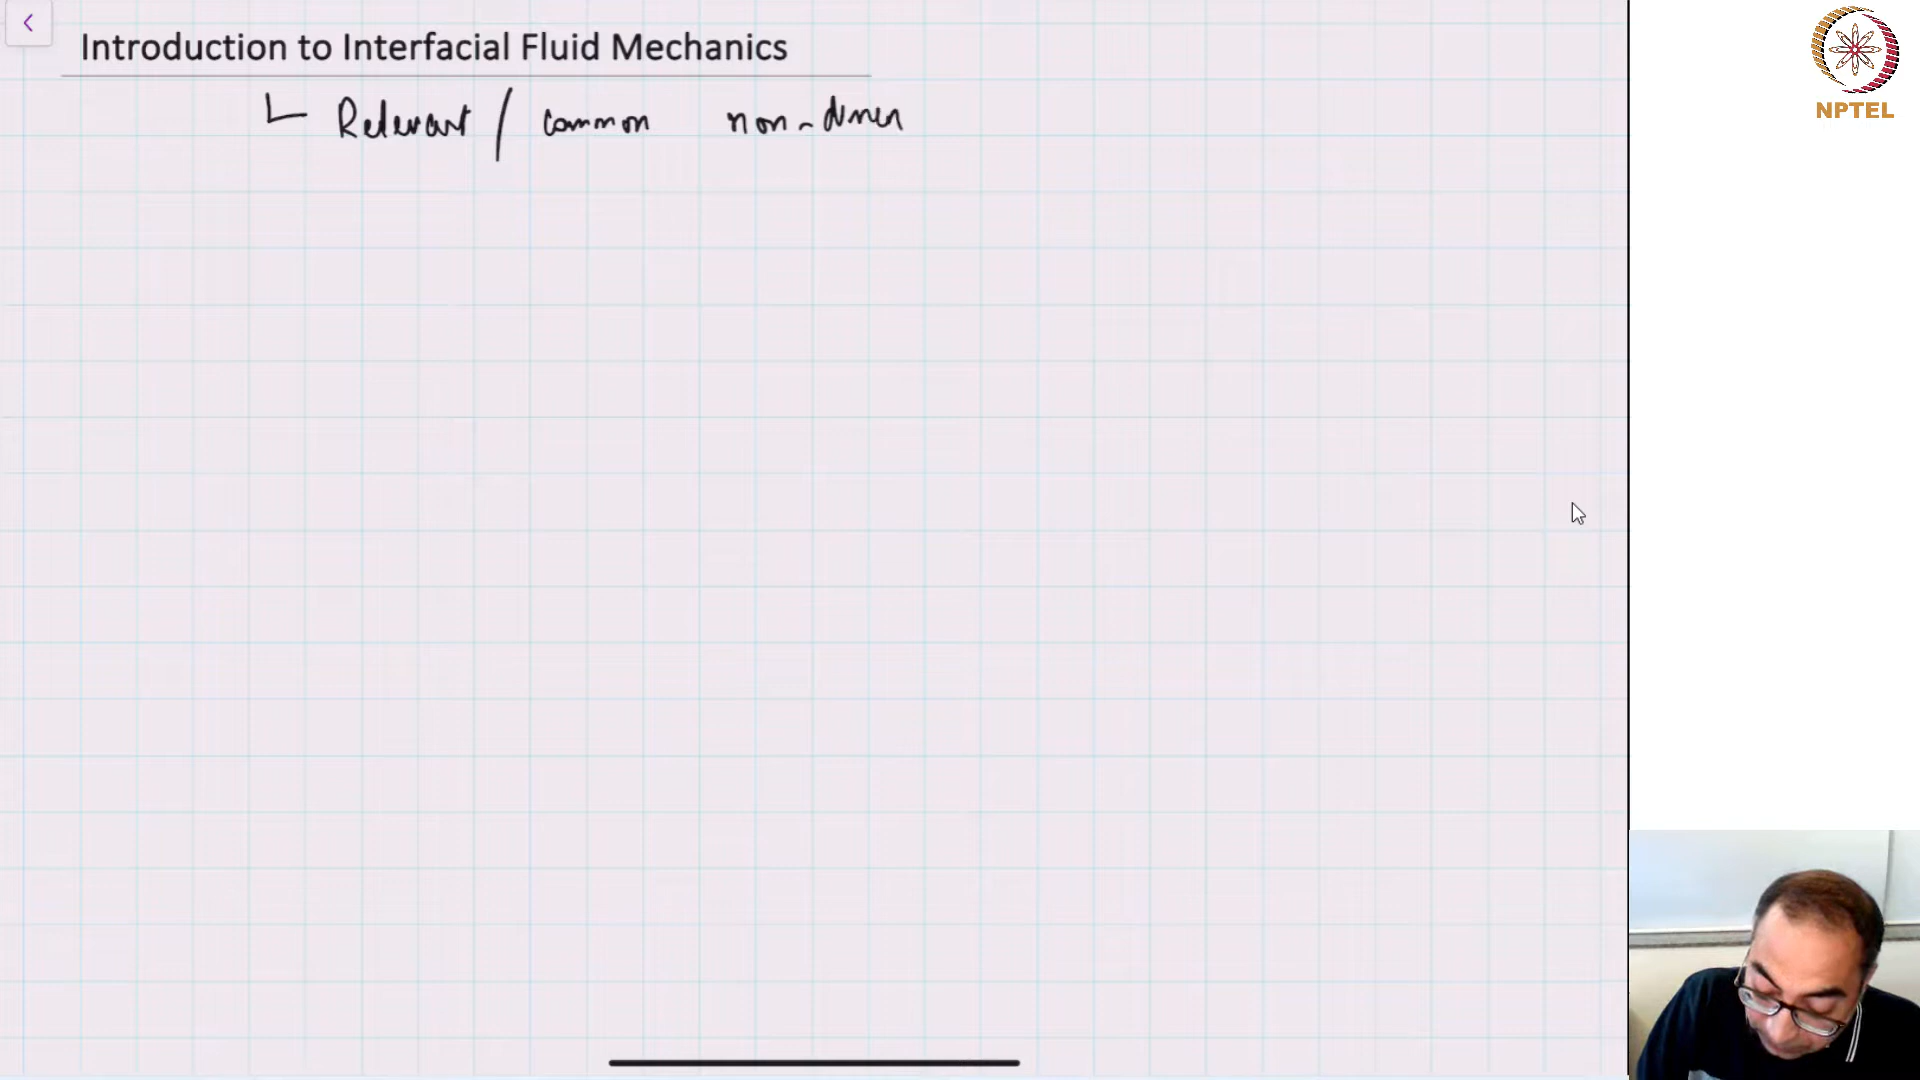 Introduction to Interfacial Fluid Mechanics
Relevant / common non-dimen
NPTEL